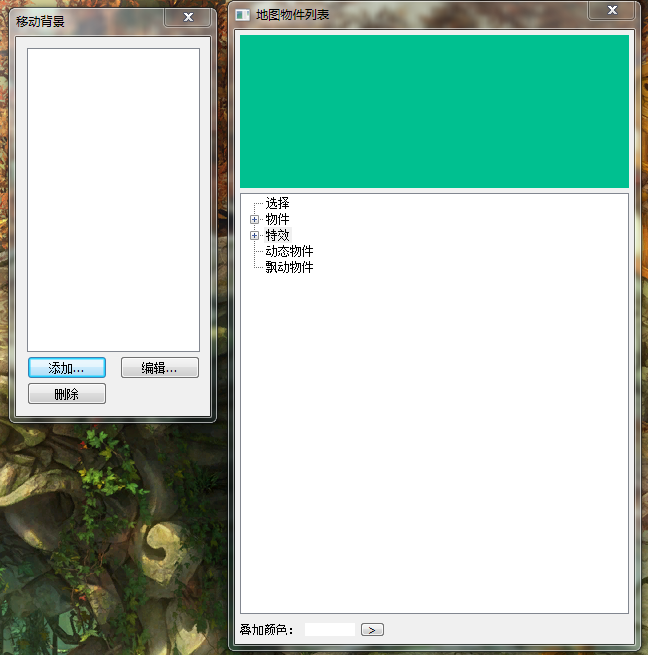 移动背景
添加...
编辑...
删除
地图物件列表
选择
物件
特效
动态物件
飘动物件
叠加颜色：
>